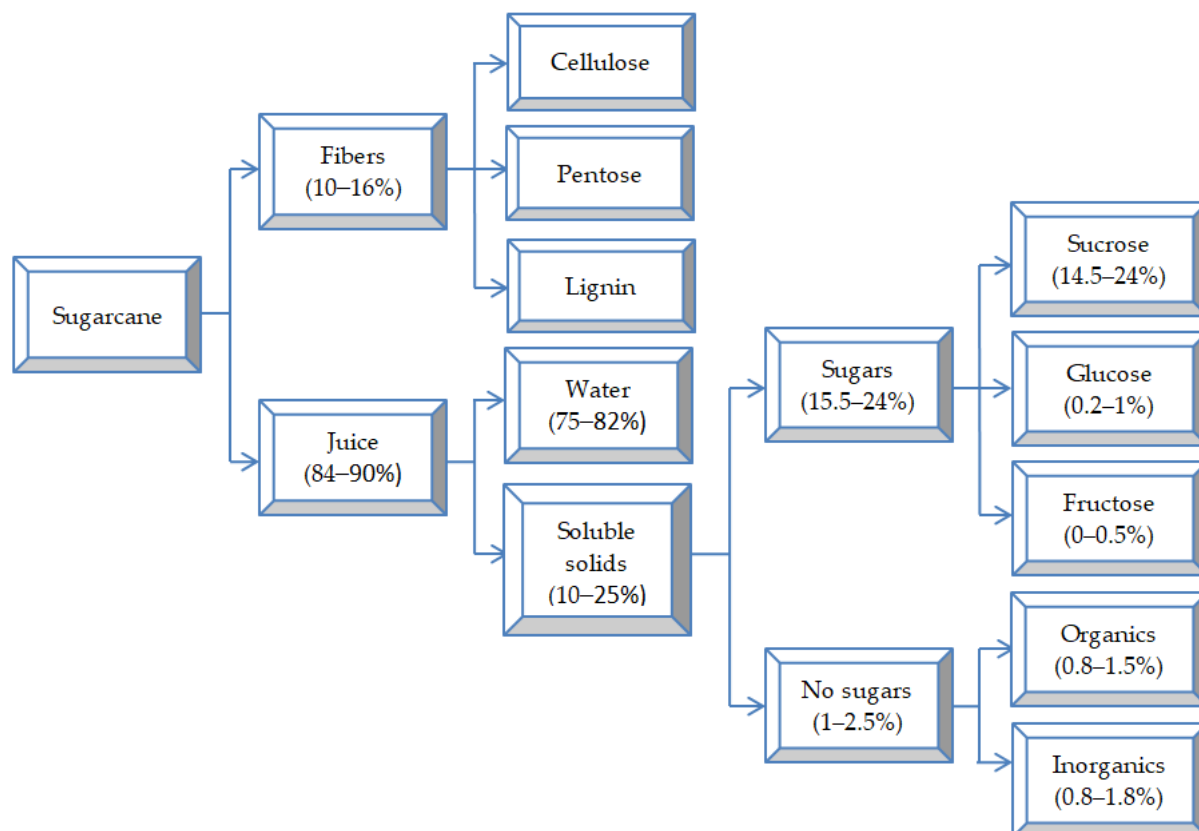 Sugarcane
Fibers
(10–16%)
Cellulose
Pentose
Lignin
Juice
(84–90%)
Water
(75–82%)
Soluble
solids
(10–25%)
Sugars
(15.5–24%)
Sucrose
(14.5–24%)
Glucose
(0.2–1%)
Fructose
(0–0.5%)
No sugars
(1–2.5%)
Organics
(0.8–1.5%)
Inorganics
(0.8–1.8%)